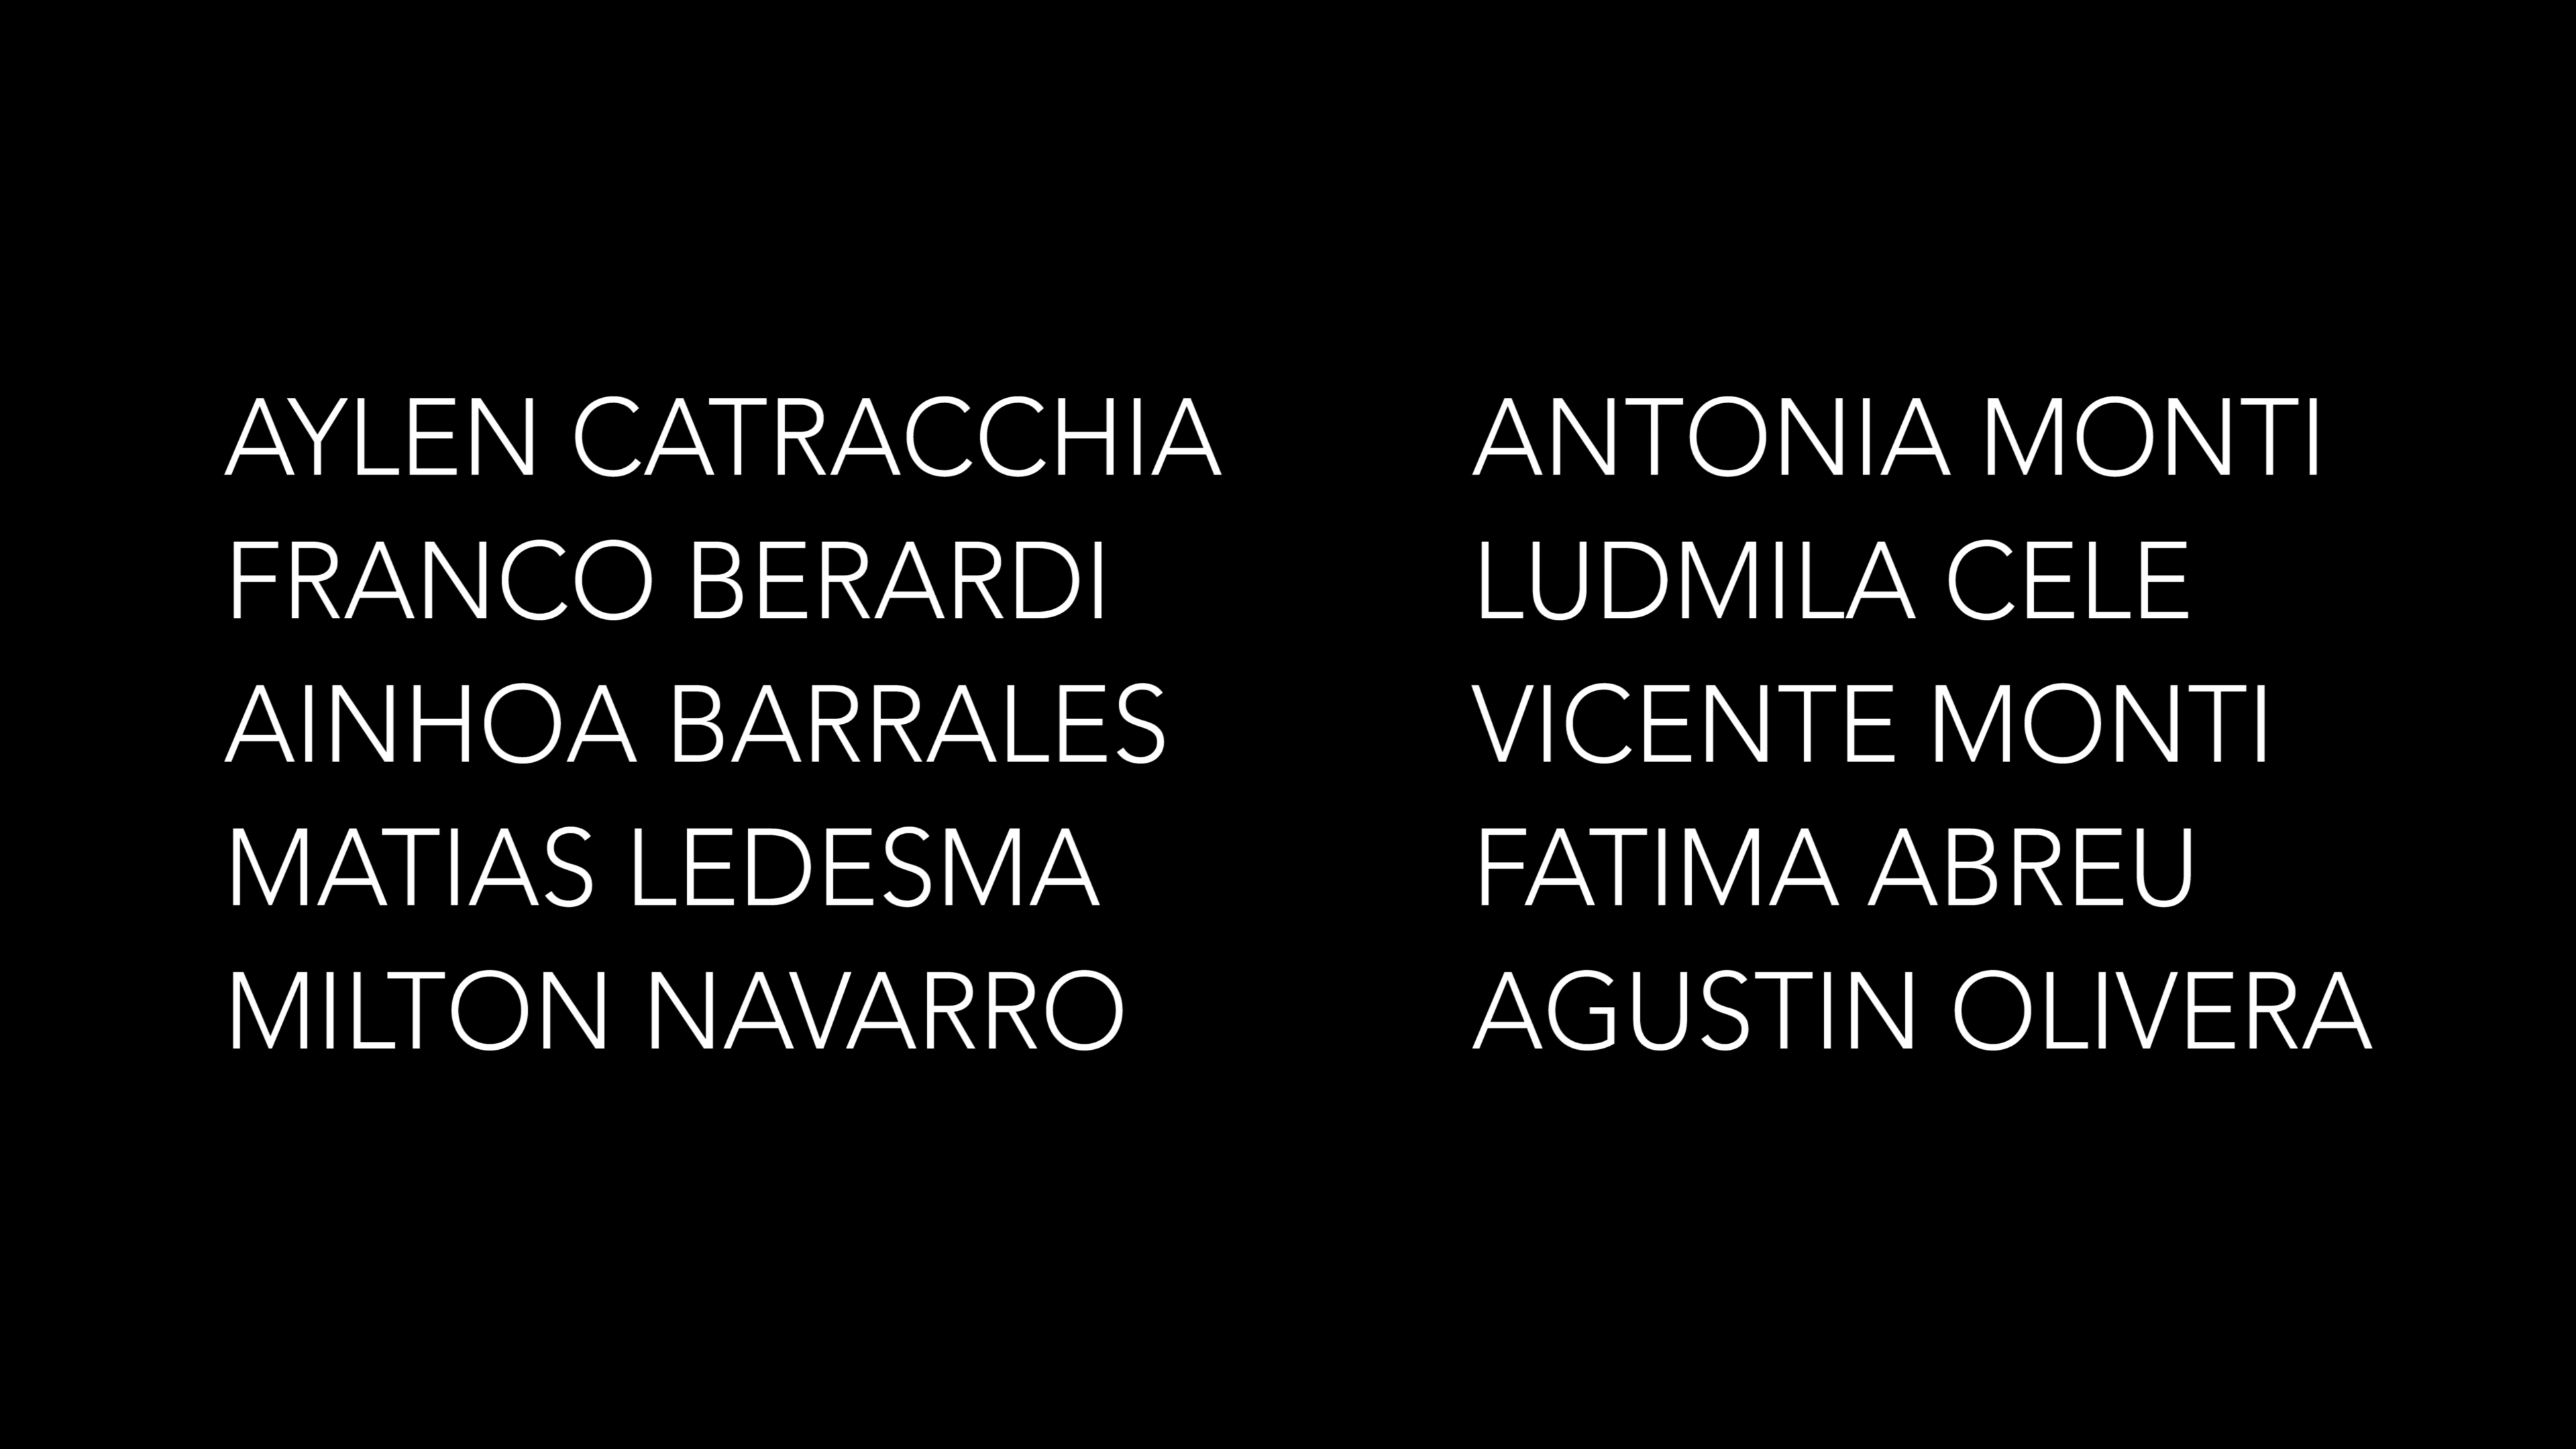 AYLEN CATRACCHIA
FRANCO BERARDI
AINHOA BARRALES
MATIAS LEDESMA
MILTON NAVARRO
ANTONIA MONTI
LUDMILA CELE
VICENTE MONTI
FATIMA ABREU
AGUSTIN OLIVERA